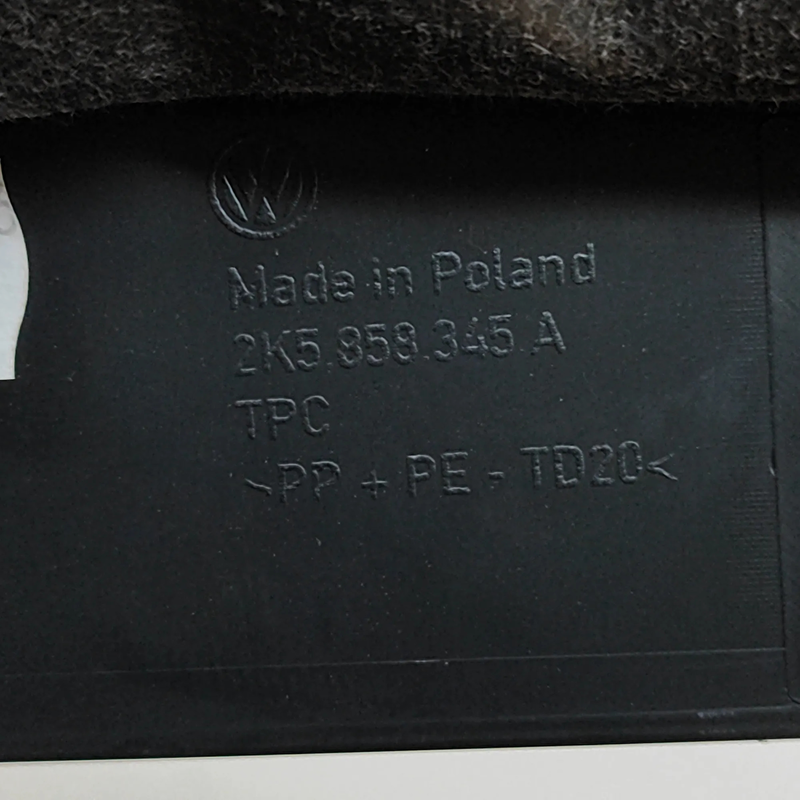 Made in Poland
2K5.858.345 A
TPC
>PP + PE - TD20<